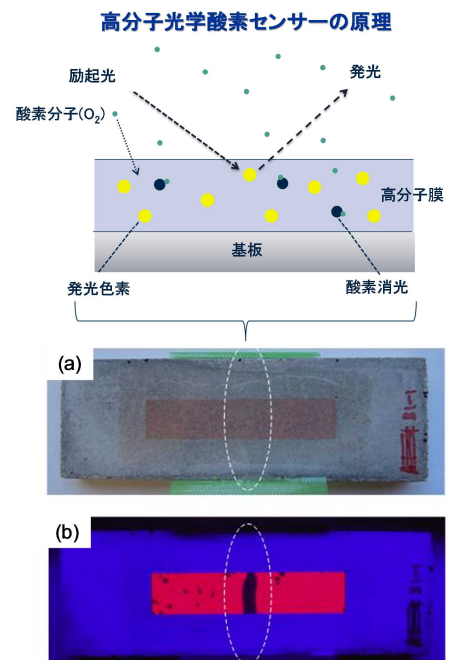 高分子光学酸素センサーの原理
励起光
発光
酸素分子(O₂)
高分子膜
基板
発光色素
酸素消光
(a)
(b)